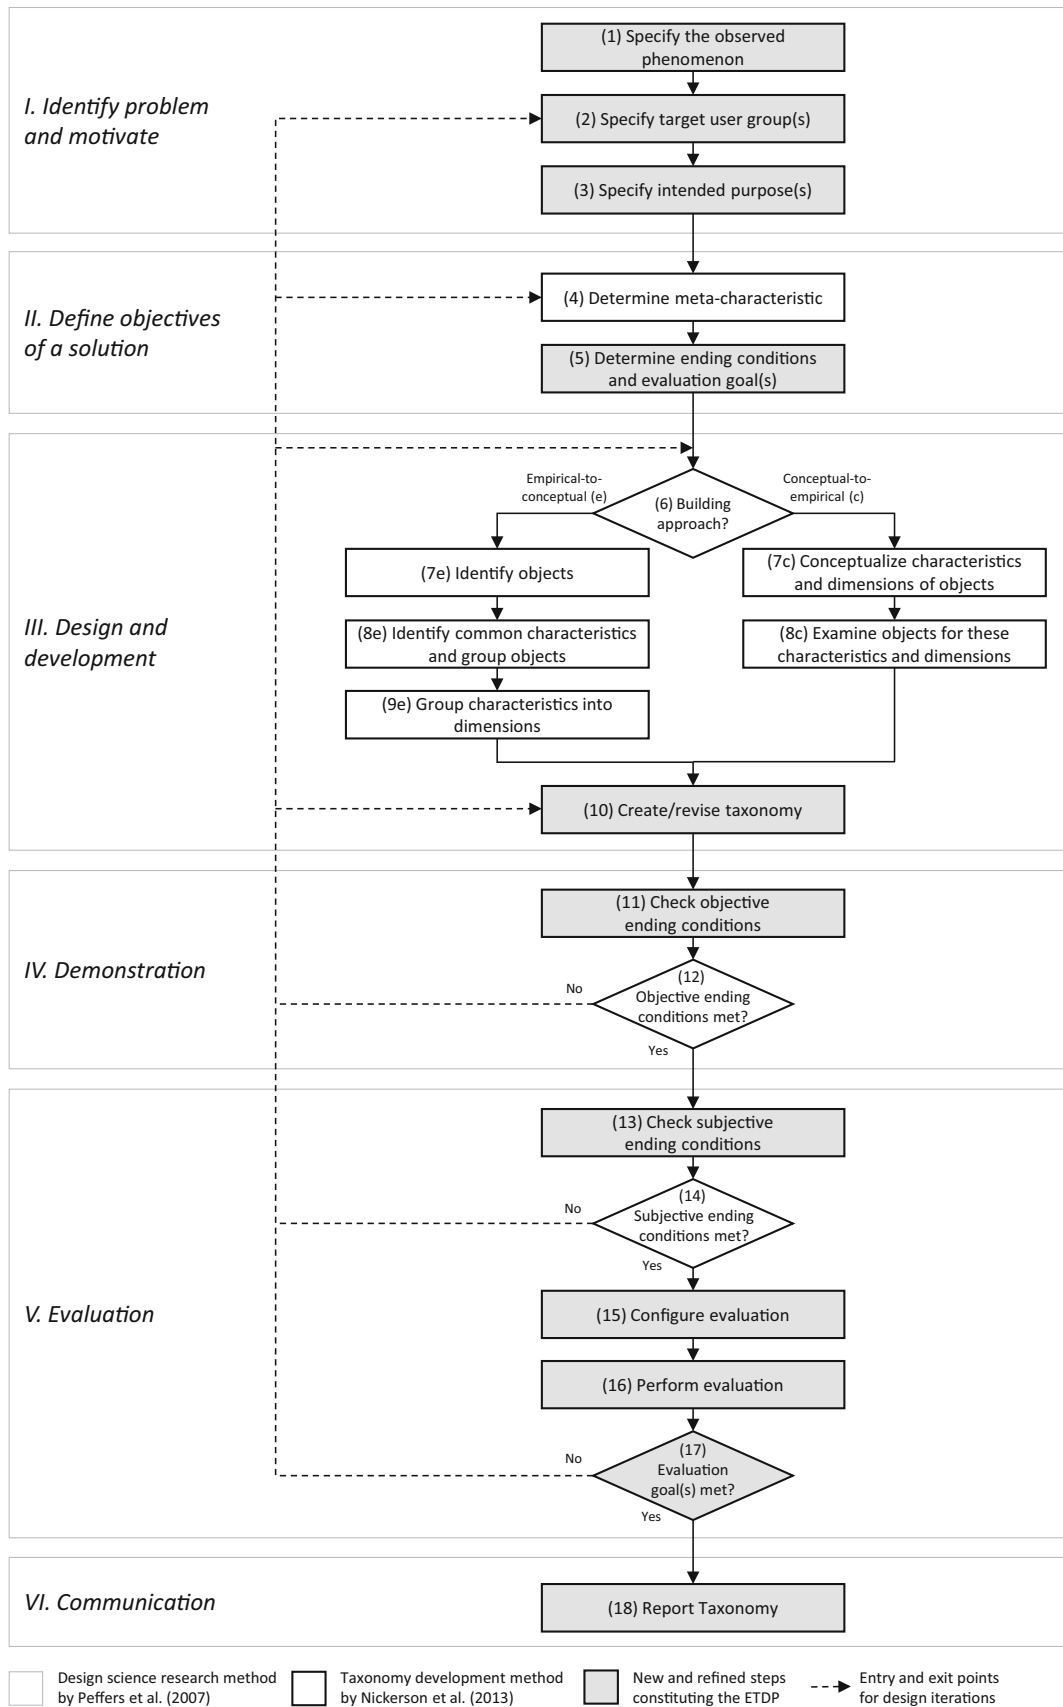 (1) Specify the observed
phenomenon
I. Identify problem
and motivate
(2) Specify target user group(s)
(3) Specify intended purpose(s)
II. Define objectives
of a solution
(4) Determine meta-characteristic
(5) Determine ending conditions
and evaluation goal(s)
III. Design and
development
Empirical-to-
conceptual (e)
(6) Building
approach?
Conceptual-to-
empirical (c)
(7e) Identify objects
(7c) Conceptualize characteristics
and dimensions of objects
(8e) Identify common characteristics
and group objects
(8c) Examine objects for these
characteristics and dimensions
(9e) Group characteristics into
dimensions
(10) Create/revise taxonomy
IV. Demonstration
(11) Check objective
ending conditions
(12)
Objective ending
conditions met?
No
Yes
V. Evaluation
(13) Check subjective
ending conditions
(14)
Subjective ending
conditions met?
No
Yes
(15) Configure evaluation
(16) Perform evaluation
(17)
Evaluation
goal(s) met?
No
Yes
VI. Communication
(18) Report Taxonomy
Design science research method
by Peffers et al. (2007)
Taxonomy development method
by Nickerson et al. (2013)
New and refined steps
constituting the ETDP
Entry and exit points
for design iterations